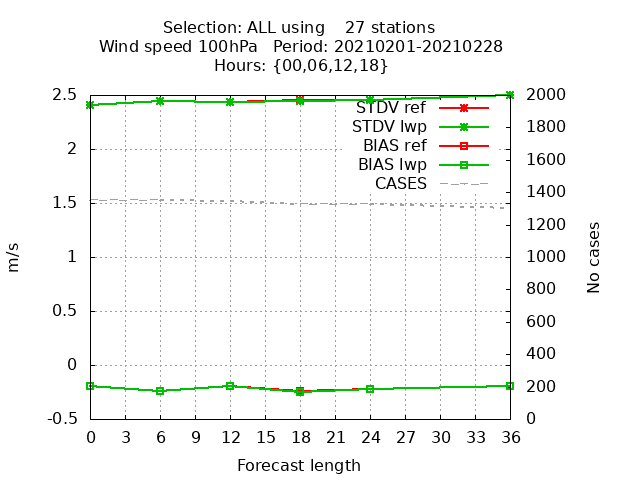 Selection: ALL using    27 stations
Wind speed 100hPa   Period: 20210201-20210228
Hours: {00,06,12,18}
STDV ref
STDV lwp
BIAS ref
BIAS lwp
CASES
2.5
2
1.5
1
0.5
0
-0.5
2000
1800
1600
1400
1200
1000
800
600
400
200
0
m/s
No cases
0 3 6 9 12 15 18 21 24 27 30 33 36
Forecast length